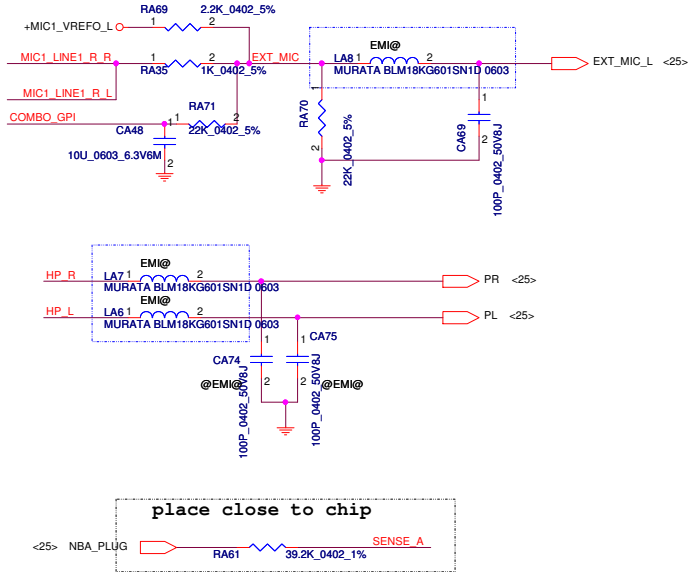 RA69 2.2K_0402_5%
+MIC1_VREFO_L 1 2
MIC1_LINE1_R_R 1 2 EXT_MIC
RA35 1K_0402_5%
MIC1_LINE1_R_L
COMBO_GPI 1 2
RA71
22K_0402_5%
CA48 1
10U_0603_6.3V6M 2
EMI@
LA8 1 2
MURATA BLM18KG601SN1D 0603
EXT_MIC_L <25>
1
RA70
2
22K_0402_5%
1
CA69
2
100P_0402_50V8J
EMI@
HP_R LA7 1 2
MURATA BLM18KG601SN1D 0603
PR <25>
EMI@
HP_L LA6 1 2
MURATA BLM18KG601SN1D 0603
PL <25>
CA75
1 1
CA74
2 2
@EMI@ @EMI@
100P_0402_50V8J 100P_0402_50V8J
place close to chip
<25> NBA_PLUG SENSE_A
RA61 39.2K_0402_1%